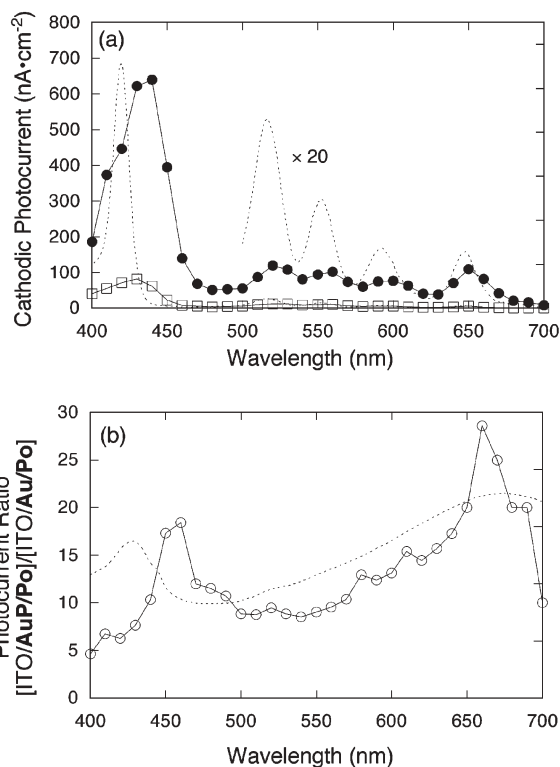 (a)
Cathodic Photocurrent (nA•cm-2)
800
700
600
500
400
300
200
100
0
× 20
400 450 500 550 600 650 700
Wavelength (nm)
(b)
Photocurrent Ratio
[ITO/AuP/Po]/[ITO/Au/Po]
30
25
20
15
10
5
0
400 450 500 550 600 650 700
Wavelength (nm)